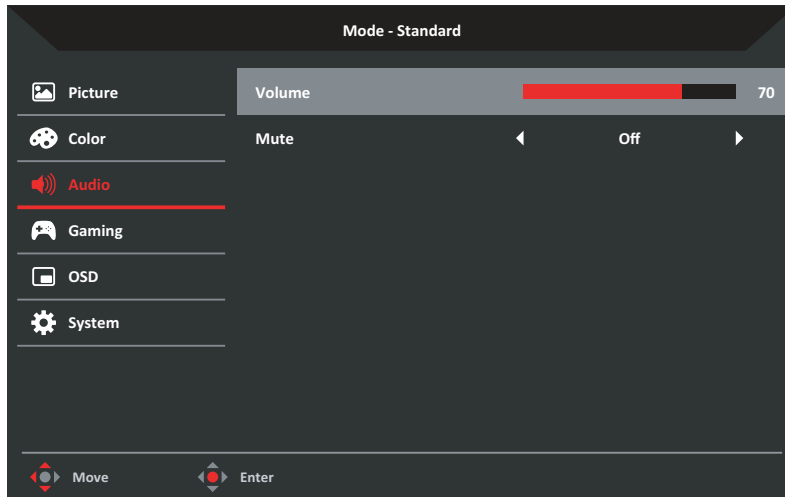 Mode - Standard
Picture
Volume 70
Color
Mute Off
Audio
Gaming
OSD
System
Move Enter